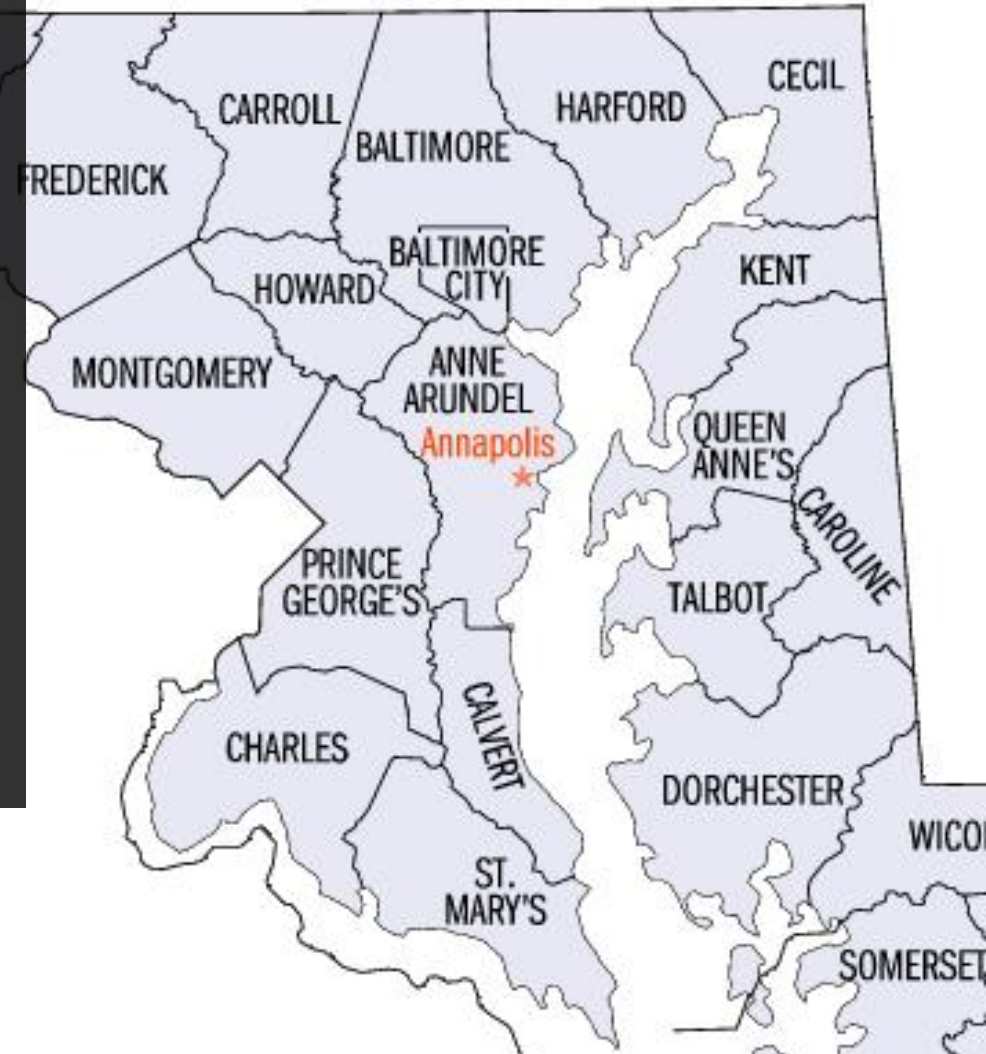 CECIL
CARROLL
HARFORD
BALTIMORE
FREDERICK
BALTIMORE
CITY
KENT
HOWARD
MONTGOMERY
ANNE
ARUNDEL
Annapolis
QUEEN
ANNE'S
CAROLINE
PRINCE
GEORGE'S
TALBOT
CALVERT
CHARLES
DORCHESTER
WICO
ST.
MARY'S
SOMERSET